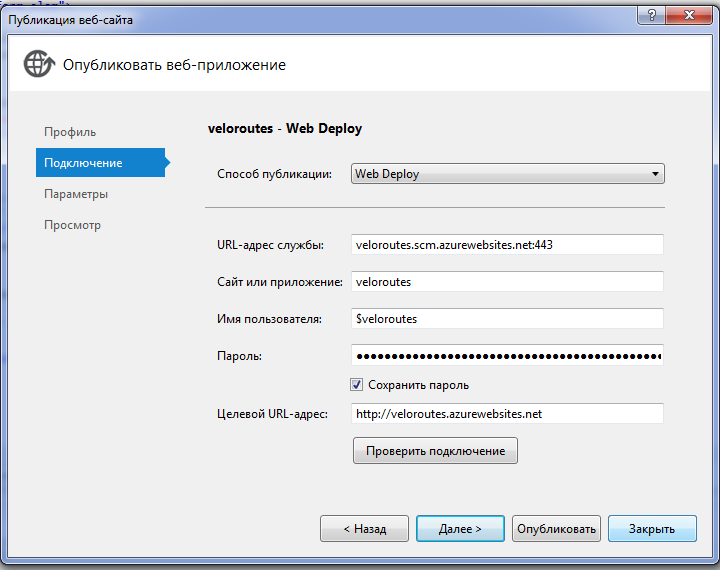 Публикация веб-сайта
?
Опубликовать веб-приложение
Профиль
Подключение
Параметры
Просмотр
veloroutes - Web Deploy
Способ публикации: Web Deploy
URL-адрес службы: veloroutes.scm.azurewebsites.net:443
Сайт или приложение: veloroutes
Имя пользователя: $veloroutes
Пароль:
Сохранить пароль
Целевой URL-адрес: http://veloroutes.azurewebsites.net
Проверить подключение
< Назад Далее > Опубликовать Закрыть